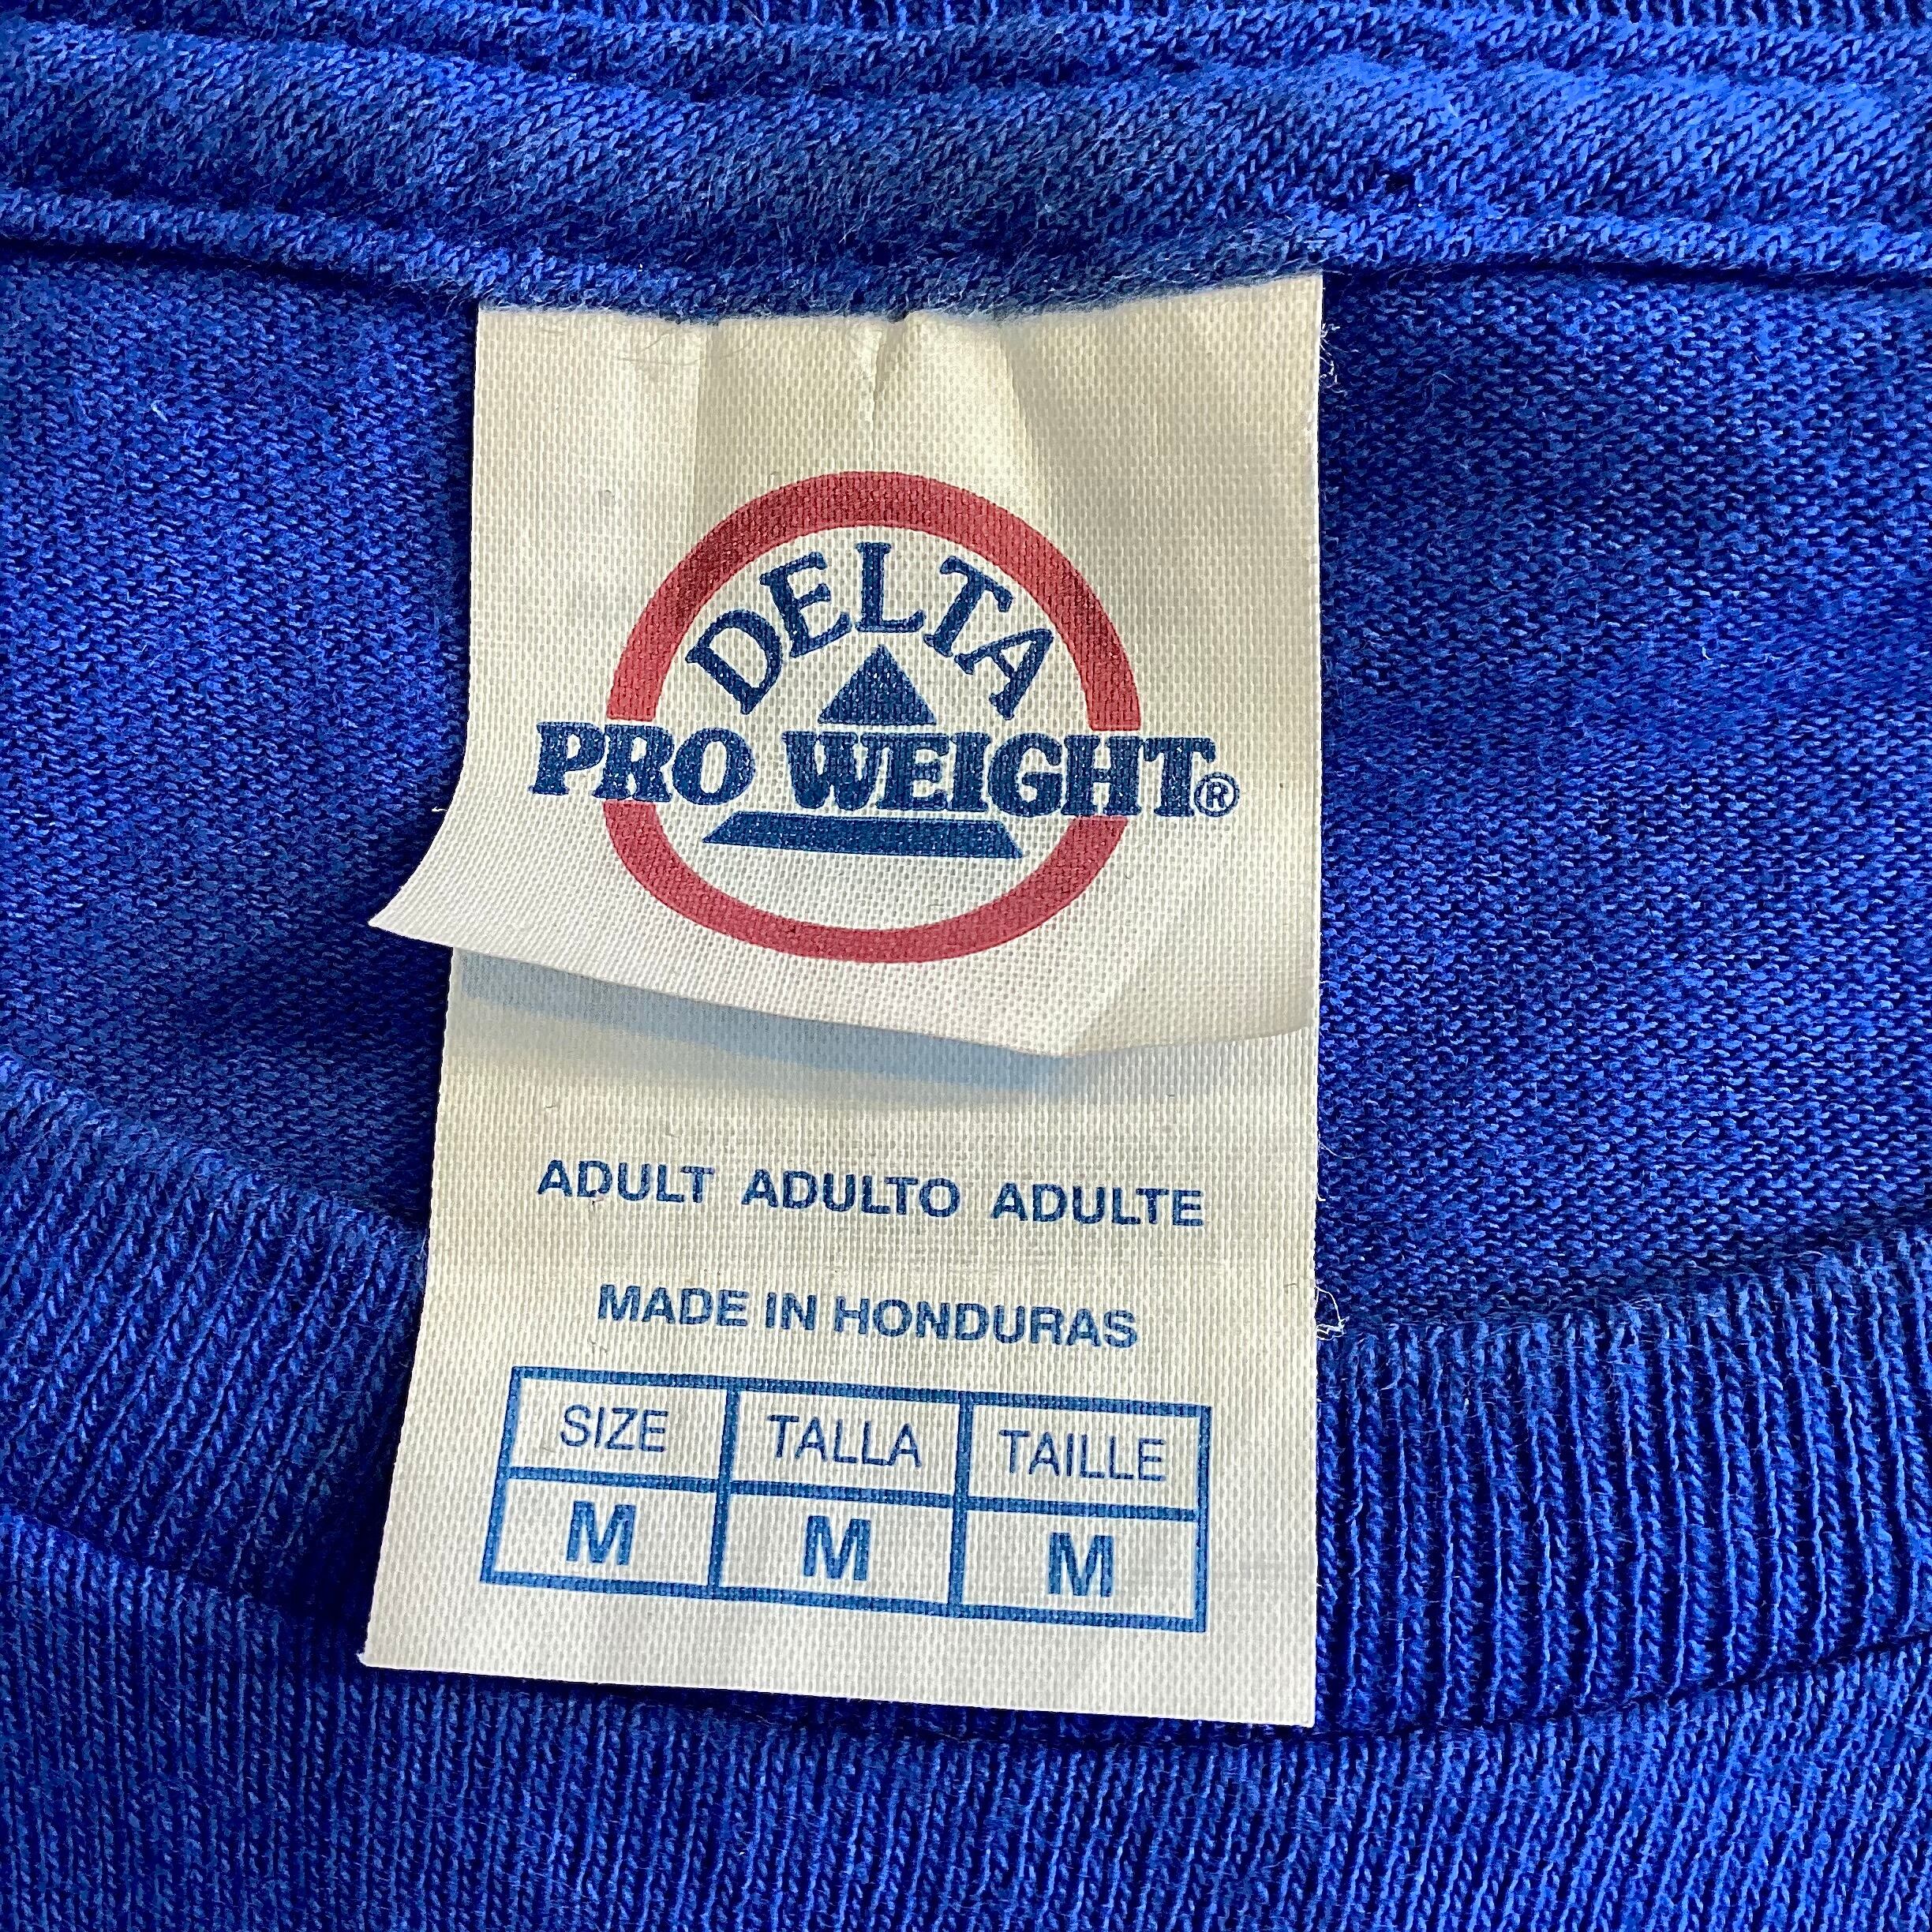 DELTA
PRO WEIGHT®
ADULT ADULTO ADULTE
MADE IN HONDURAS
SIZE TALLA TAILLE
M M M